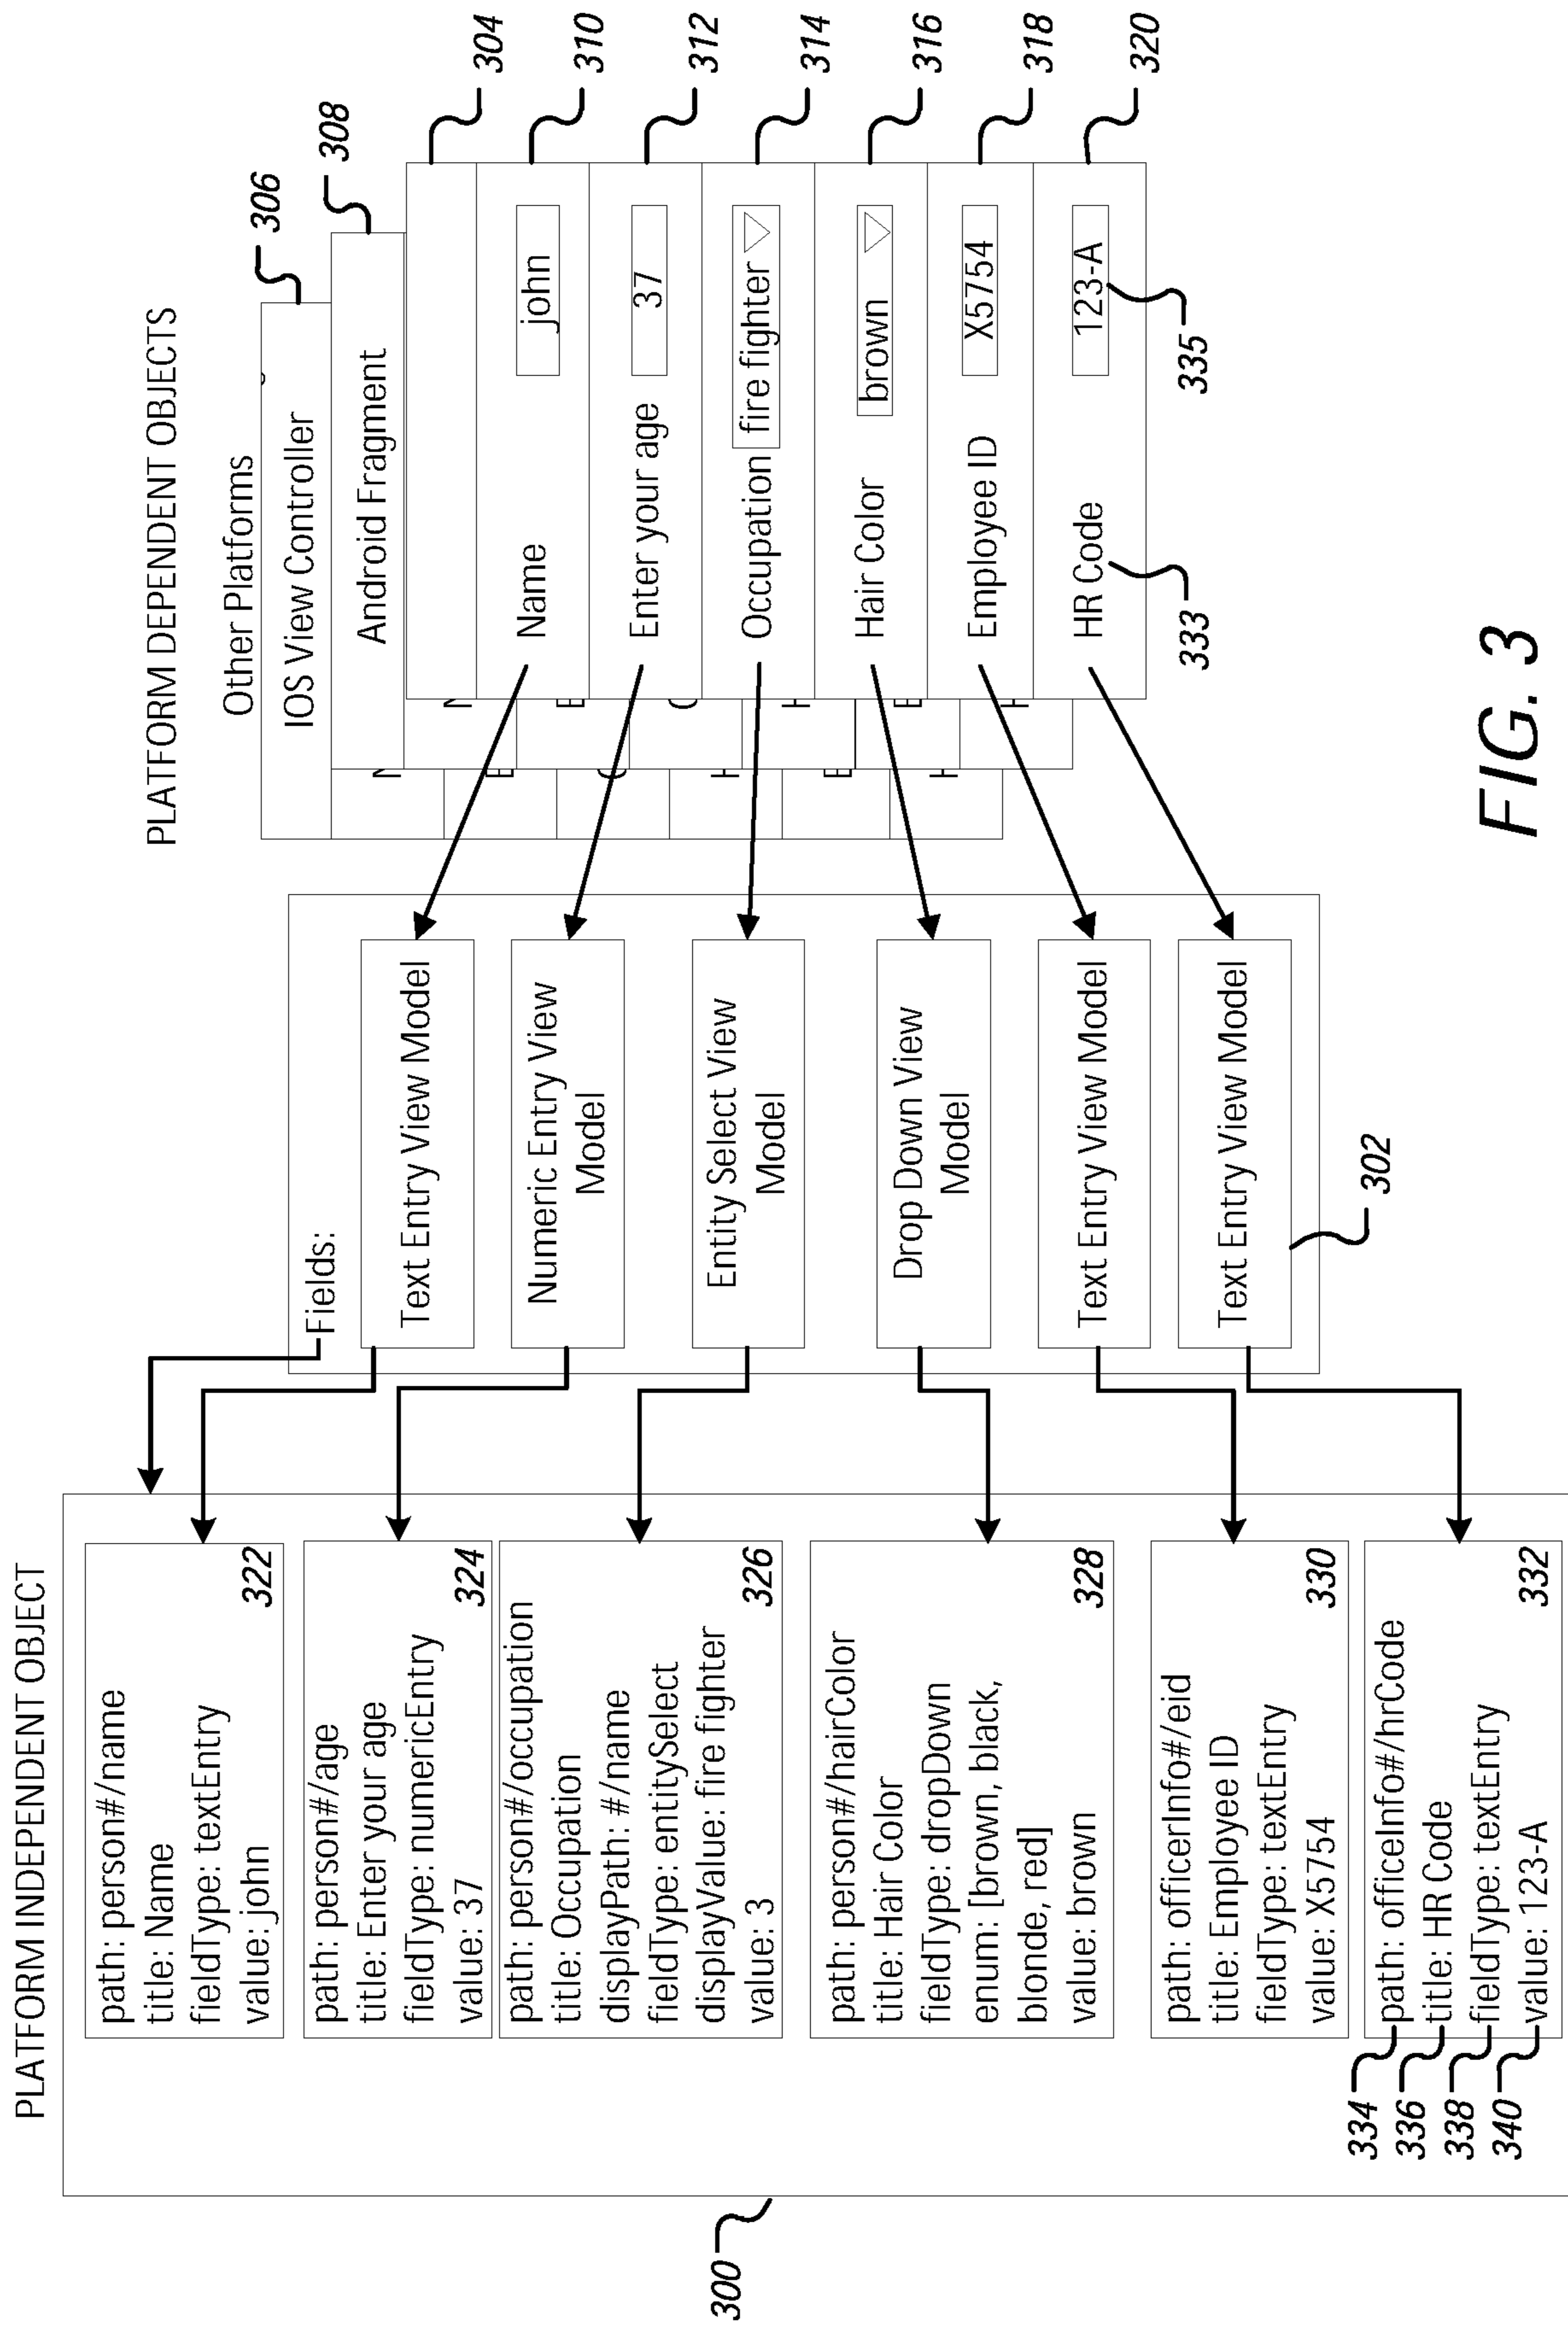 PLATFORM INDEPENDENT OBJECT
300
path: person#/name
title: Name
fieldType: textEntry
value: john
322
path: person#/age
title: Enter your age
fieldType: numericEntry
value: 37
324
path: person#/occupation
title: Occupation
displayPath: #/name
fieldType: entitySelect
displayValue: fire fighter
value: 3
326
path: person#/hairColor
title: Hair Color
fieldType: dropDown
enum: [brown, black,
blonde, red]
value: brown
328
path: officerInfo#/eid
title: Employee ID
fieldType: textEntry
value: X5754
330
334
path: officeInfo#/hrCode
336
title: HR Code
338
fieldType: textEntry
340
value: 123-A
332
Fields:
Text Entry View Model
Numeric Entry View
Model
Entity Select View
Model
Drop Down View
Model
Text Entry View Model
Text Entry View Model
302
PLATFORM DEPENDENT OBJECTS
Other Platforms
IOS View Controller
306
Android Fragment
308
304
Name
john
310
Enter your age
37
312
Occupation
fire fighter
314
Hair Color
brown
316
Employee ID
X5754
318
HR Code
123-A
320
333
335
FIG. 3